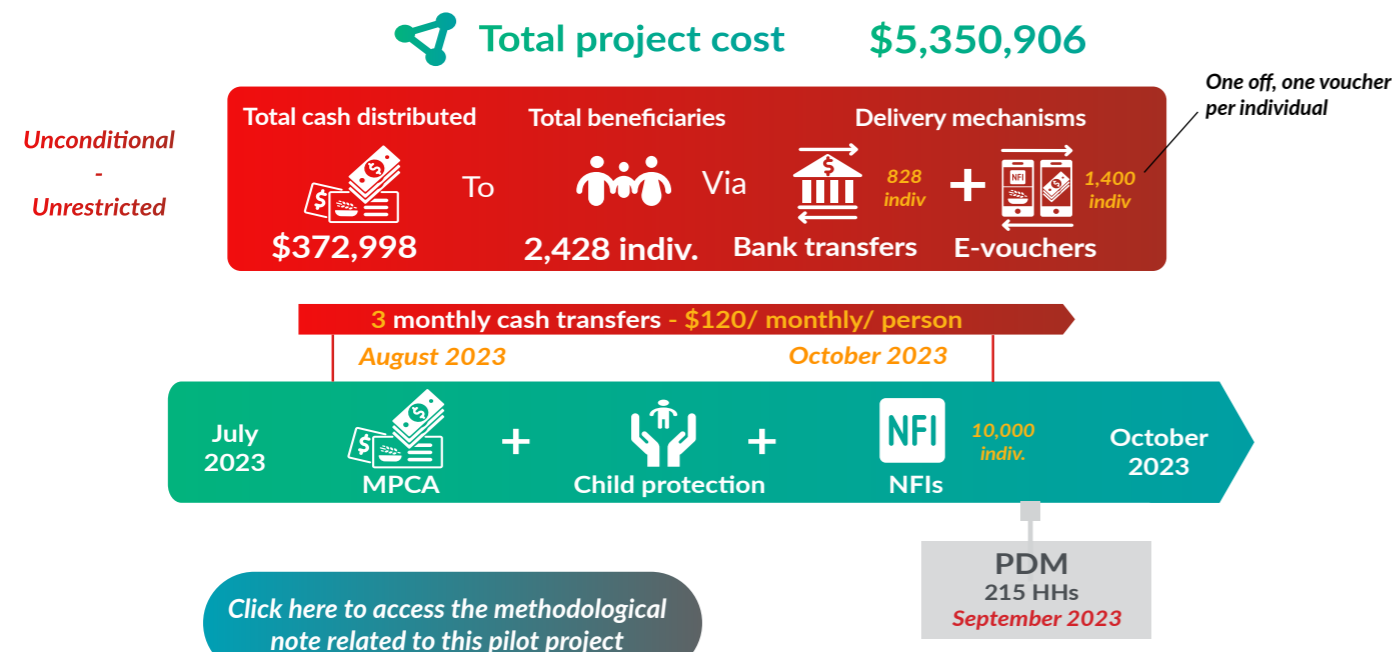 Total project cost $5,350,906
One off, one voucher
per individual
Unconditional
-
Unrestricted
Total cash distributed
$372,998
To
Total beneficiaries
2,428 indiv.
Via
Delivery mechanisms
828
indiv
Bank transfers
+
NFI
1,400
indiv
E-vouchers
3 monthly cash transfers - $120/ monthly/ person
August 2023
October 2023
July
2023
MPCA
+
Child protection
+
NFI
NFIs
10,000
indiv.
October
2023
PDM
215 HHs
September 2023
Click here to access the methodological
note related to this pilot project